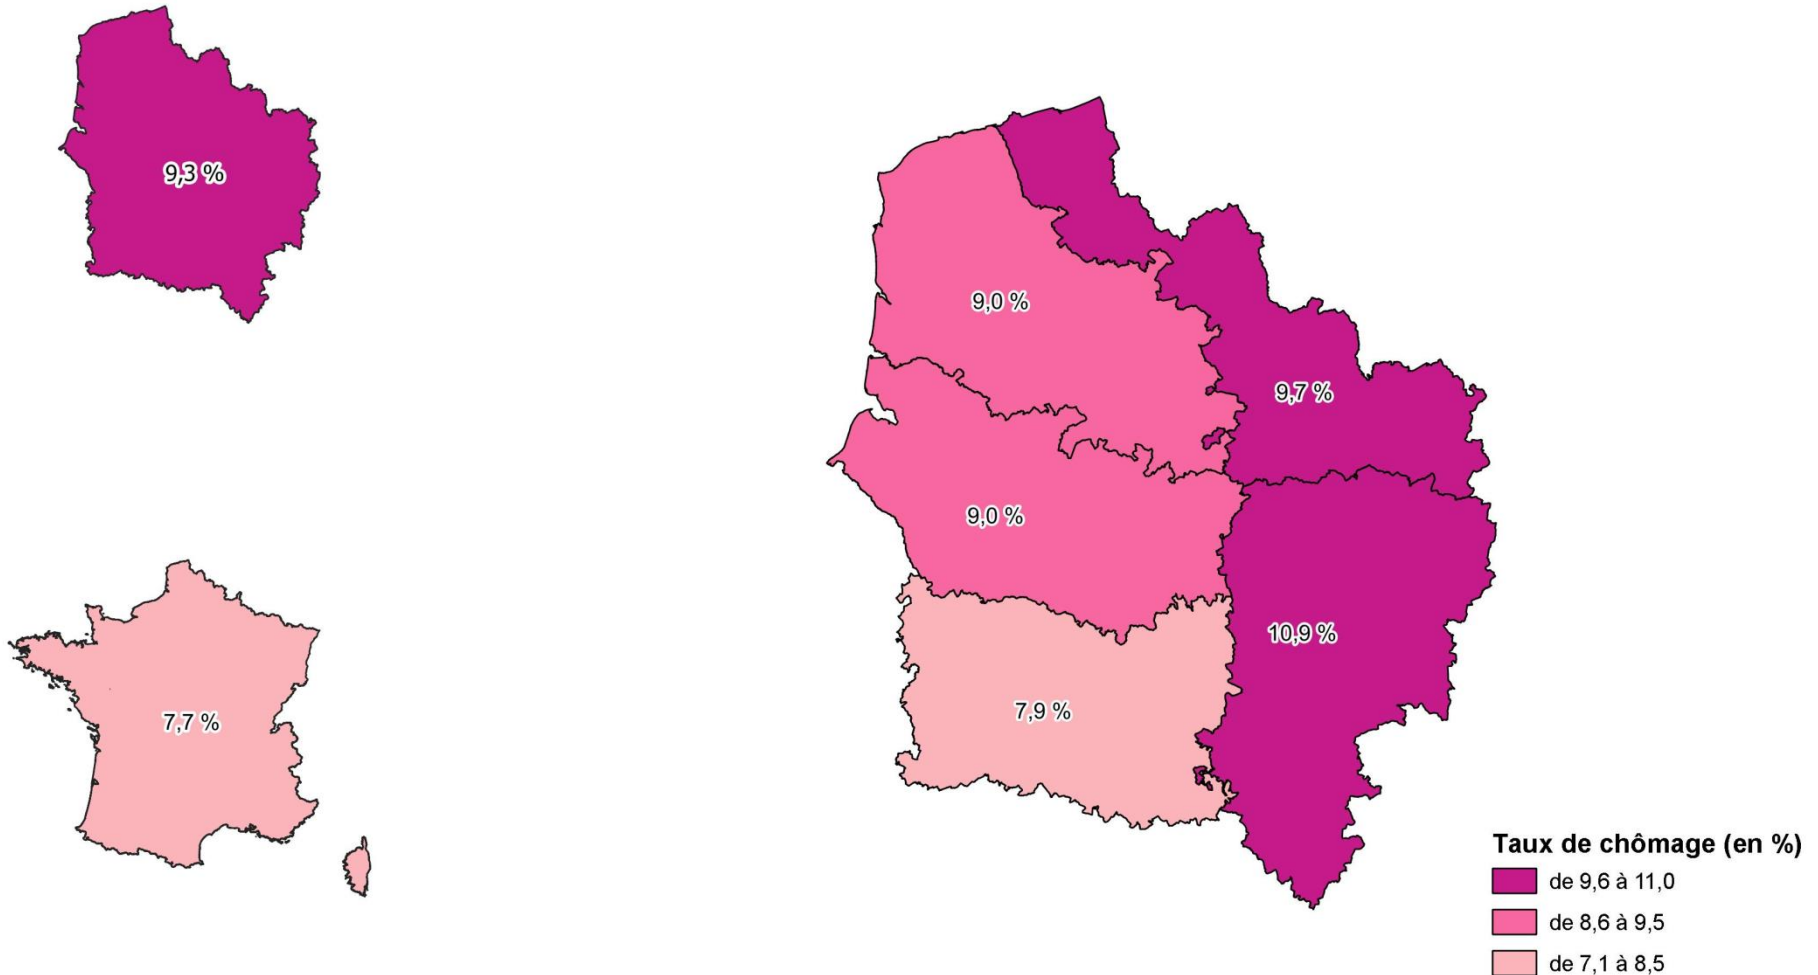 9,3 %
9,0 %
9,7 %
9,0 %
10,9 %
7,9 %
7,7 %
Taux de chômage (en %)
de 9,6 à 11,0
de 8,6 à 9,5
de 7,1 à 8,5